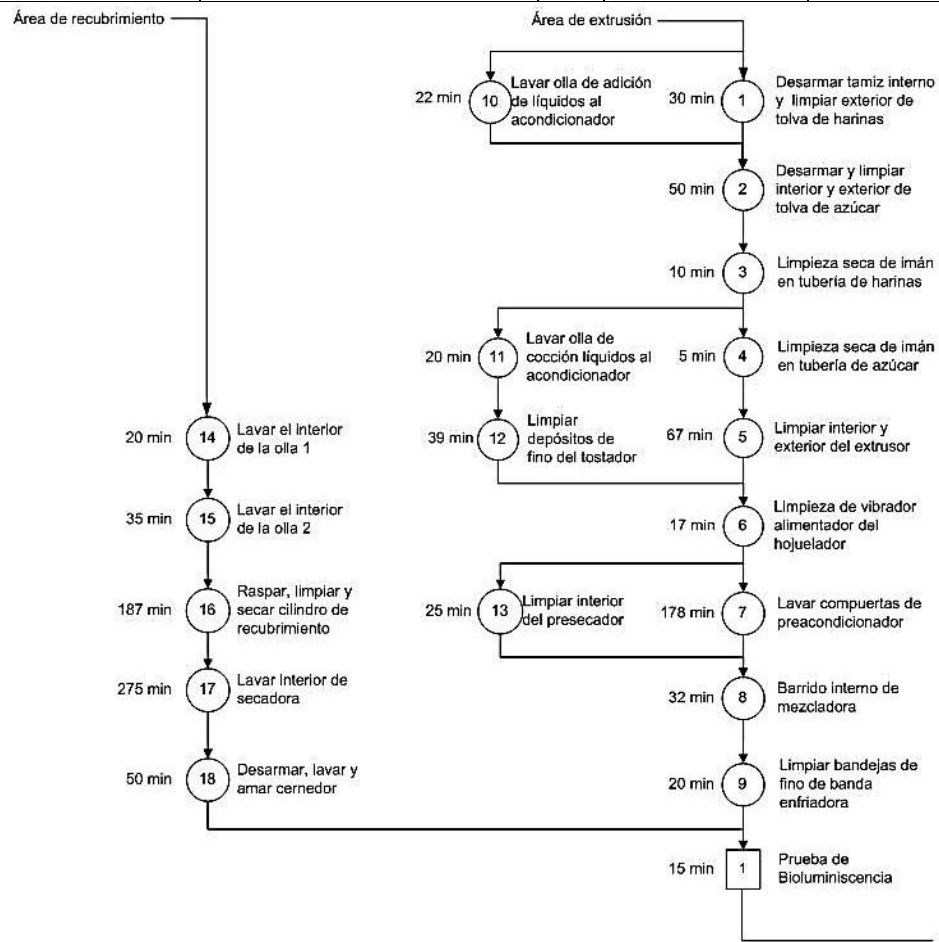 Área de recubrimiento
Área de extrusión
22 min
10
Lavar olla de adición
de líquidos al
acondicionador
30 min
1
Desarmar tamiz interno
y limpiar exterior de
tolva de harinas
50 min
2
Desarmar y limpiar
interior y exterior de
tolva de azúcar
10 min
3
Limpieza seca de imán
en tubería de harinas
20 min
11
Lavar olla de
cocción líquidos al
acondicionador
5 min
4
Limpieza seca de imán
en tubería de azúcar
20 min
14
Lavar el interior
de la olla 1
39 min
12
Limpiar
depósitos de
fino del tostador
67 min
5
Limpiar interior y
exterior del extrusor
35 min
15
Lavar el interior
de la olla 2
17 min
6
Limpieza de vibrador
alimentador del
hojuelador
187 min
16
Raspar, limpiar y
secar cilindro de
recubrimiento
25 min
13
Limpiar interior
del presecador
178 min
7
Lavar compuertas de
preacondicionador
275 min
17
Lavar Interior de
secadora
32 min
8
Barrido interno de
mezcladora
50 min
18
Desarmar, lavar y
amar cernedor
20 min
9
Limpiar bandejas de
fino de banda
enfriadora
15 min
1
Prueba de
Bioluminiscencia